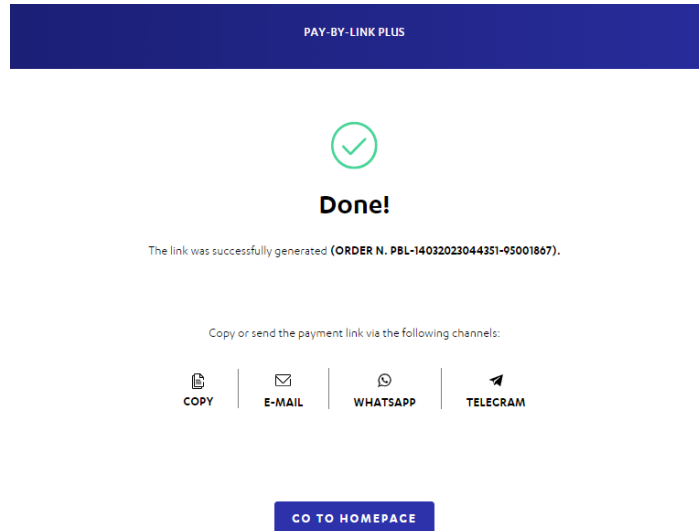 PAY-BY-LINK PLUS
Done!
The link was successfully generated (ORDER N. PBL-14032023044351-95001867).
Copy or send the payment link via the following channels:
COPY E-MAIL WHATSAPP TELEGRAM
GO TO HOMEPAGE